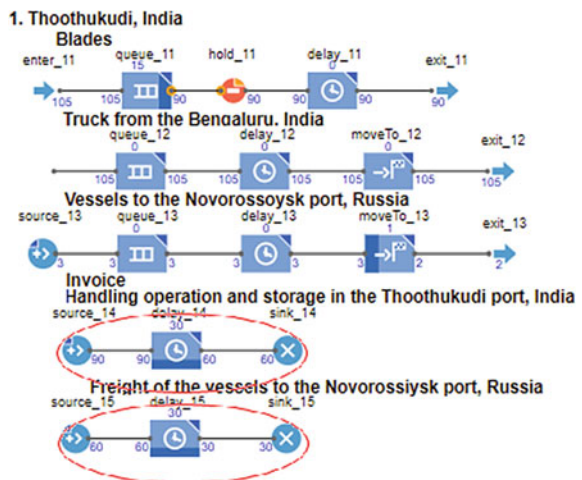 1. Thoothukudi, India
Blades
enter_11 queue_11 hold_11 delay_11 exit_11
15 0
105 105 90 90 90 90 90
Truck from the Bengaluru. India
queue_12 delay_12 moveTo_12 exit_12
0 0 0
105 105 105 105 105 105
Vessels to the Novorossoysk port, Russia
source_13 queue_13 delay_13 moveTo_13 exit_13
0 0 1
3 3 3 3 3 3 2 2
Invoice
Handling operation and storage in the Thoothukudi port, India
source_14 delay_14 sink_14
30
90 90 60 60
Freight of the vessels to the Novorossiysk port, Russia
source_15 delay_15 sink_15
30
60 60 30 30